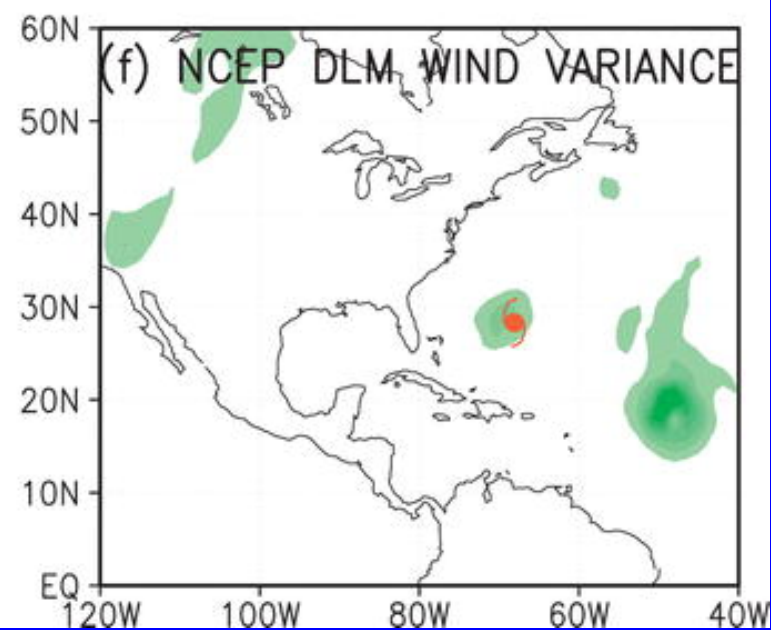 60N
(f) NCEP DLM WIND VARIANCE
50N
40N
30N
20N
10N
EQ
120W 100W 80W 60W 40W